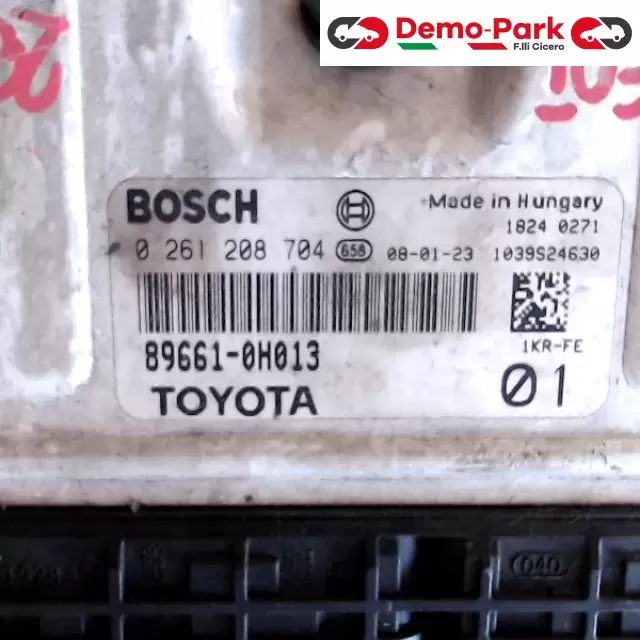 Demo-Park
F.lli Cicero
BOSCH
Made in Hungary
1824 0271
0 261 208 704 658 08-01-23 1039S24630
89661-0H013
1KR-FE
TOYOTA
01
040